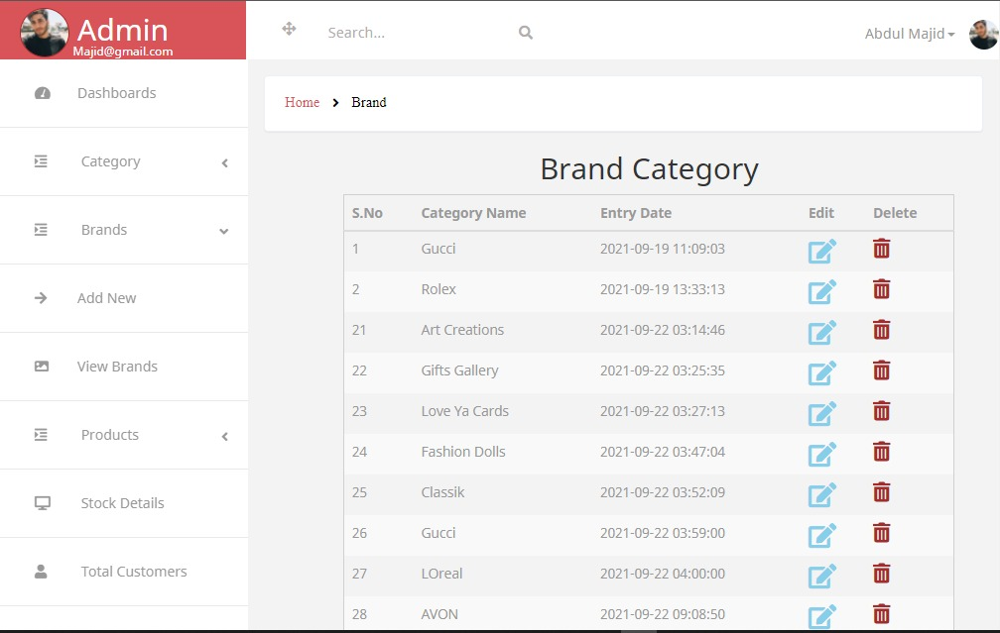 Admin
Majid@gmail.com
Search...
Abdul Majid
Dashboards
Category
Brands
Add New
View Brands
Products
Stock Details
Total Customers
Home Brand
Brand Category
S.No Category Name Entry Date Edit Delete
1 Gucci 2021-09-19 11:09:03
2 Rolex 2021-09-19 13:33:13
21 Art Creations 2021-09-22 03:14:46
22 Gifts Gallery 2021-09-22 03:25:35
23 Love Ya Cards 2021-09-22 03:27:13
24 Fashion Dolls 2021-09-22 03:47:04
25 Classik 2021-09-22 03:52:09
26 Gucci 2021-09-22 03:59:00
27 LOreal 2021-09-22 04:00:00
28 AVON 2021-09-22 09:08:50